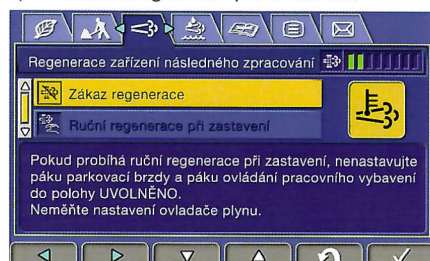 Regenerace zařízení následného zpracování
Zákaz regenerace
Ruční regenerace při zastavení
Pokud probíhá ruční regenerace při zastavení, nenastavujte
páku parkovací brzdy a páku ovládání pracovního vybavení
do polohy UVOLNĚNO.
Neměňte nastavení ovladače plynu.